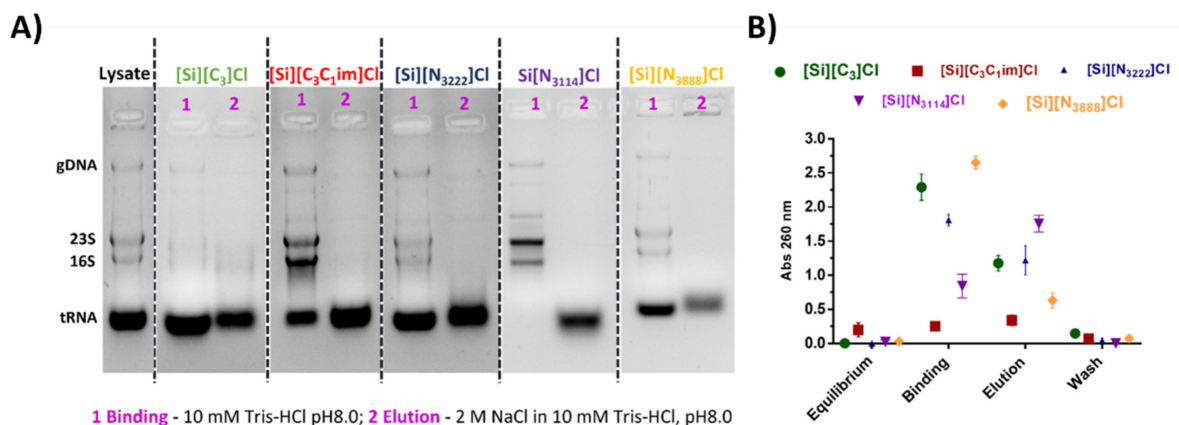 A)
Lysate [Si][C3]Cl [Si][C3C1im]Cl [Si][N3222]Cl Si[N3114]Cl [Si][N3888]Cl
1 2 1 2 1 2 1 2 1 2
gDNA
23S
16S
tRNA
1 Binding - 10 mM Tris-HCl pH8.0; 2 Elution - 2 M NaCl in 10 mM Tris-HCl, pH8.0
B)
[Si][C3]Cl [Si][C3C1im]Cl [Si][N3222]Cl
[Si][N3114]Cl [Si][N3888]Cl
Abs 260 nm
3.0
2.5
2.0
1.5
1.0
0.5
0.0
Equilibrium Binding Elution Wash